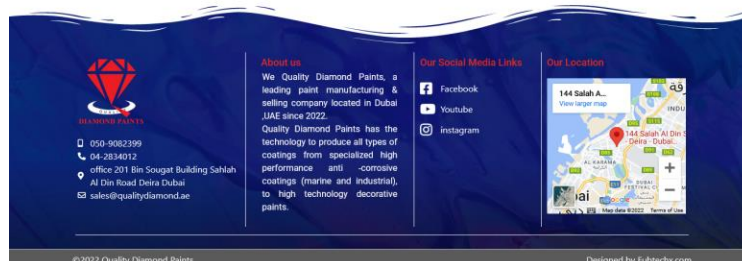 QUALITY
DIAMOND PAINTS
050-9082399
04-2834012
office 201 Bin Sougat Building Sahlah
Al Din Road Deira Dubai
sales@qualitydiamond.ae
About us
We Quality Diamond Paints, a
leading paint manufacturing &
selling company located in Dubai
,UAE since 2022.
Quality Diamond Paints has the
technology to produce all types of
coatings from specialized high
performance anti -corrosive
coatings (marine and industrial),
to high technology decorative
paints.
Our Social Media Links
Facebook
Youtube
instagram
Our Location
144 Salah A...
View larger map
144 Salah Al Din S
Deira - Dubai...
AL KARAMA
DUBAI
FESTIVAL C
Google
Map data ©2022 Terms of Use
©2022 Quality Diamond Paints
Designed by Fubtechx.com